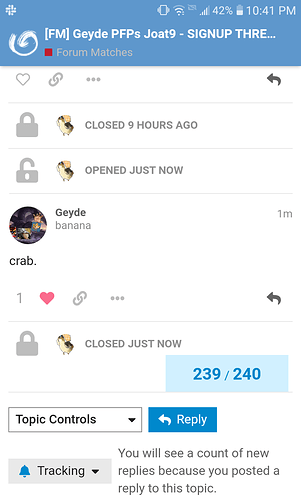 42% 10:41 PM
[FM] Geyde PFPs Joat9 - SIGNUP THRE...
Forum Matches
CLOSED 9 HOURS AGO
OPENED JUST NOW
Geyde 1m
banana
crab.
1
CLOSED JUST NOW
239 / 240
Topic Controls Reply
Tracking
You will see a count of new
replies because you posted a
reply to this topic.